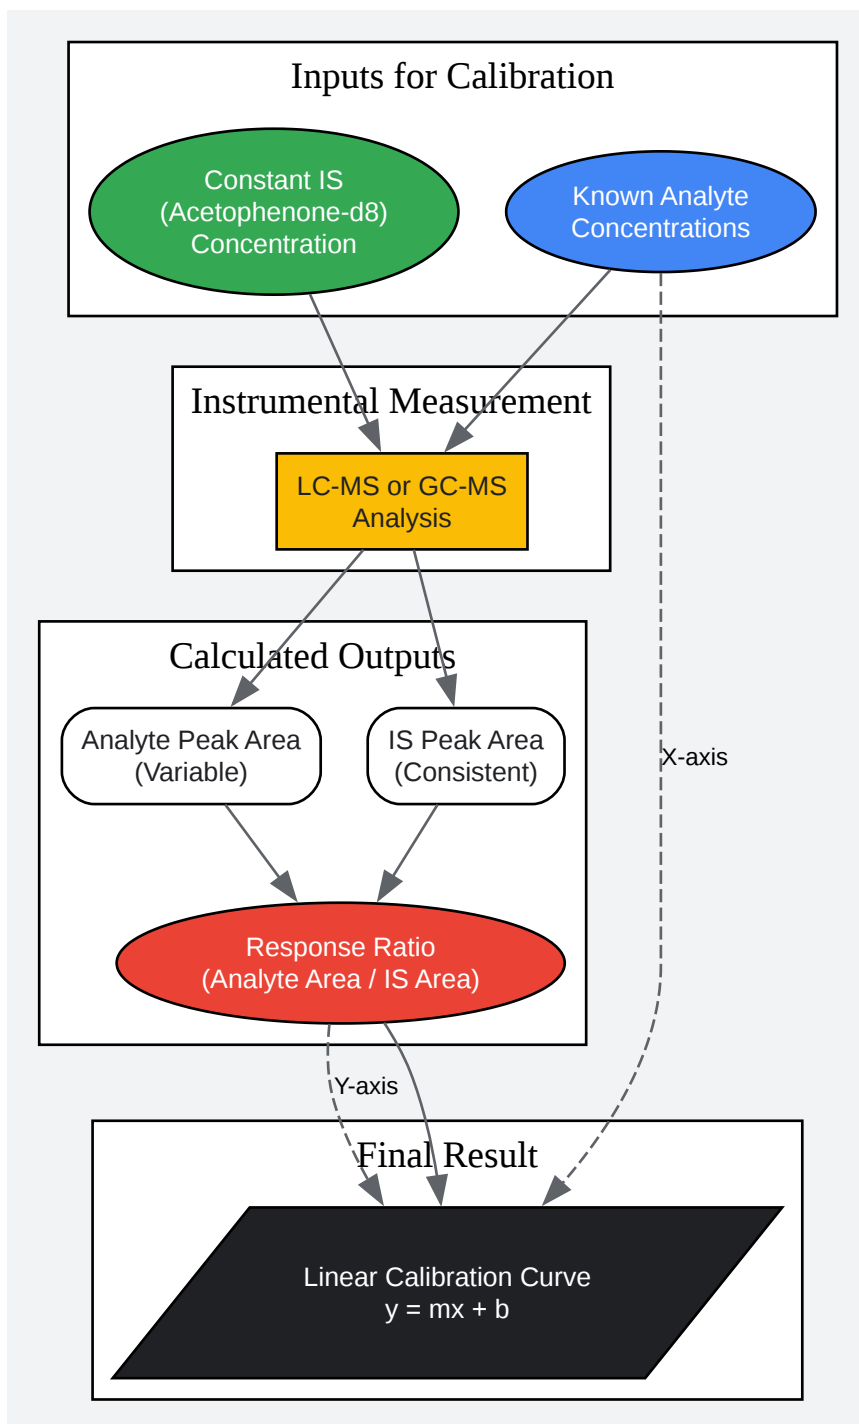 Inputs for Calibration
Constant IS
(Acetophenone-d8)
Concentration
Known Analyte
Concentrations
Instrumental Measurement
LC-MS or GC-MS
Analysis
Calculated Outputs
Analyte Peak Area
(Variable)
IS Peak Area
(Consistent)
X-axis
Response Ratio
(Analyte Area / IS Area)
Y-axis
Final Result
Linear Calibration Curve
y = mx + b